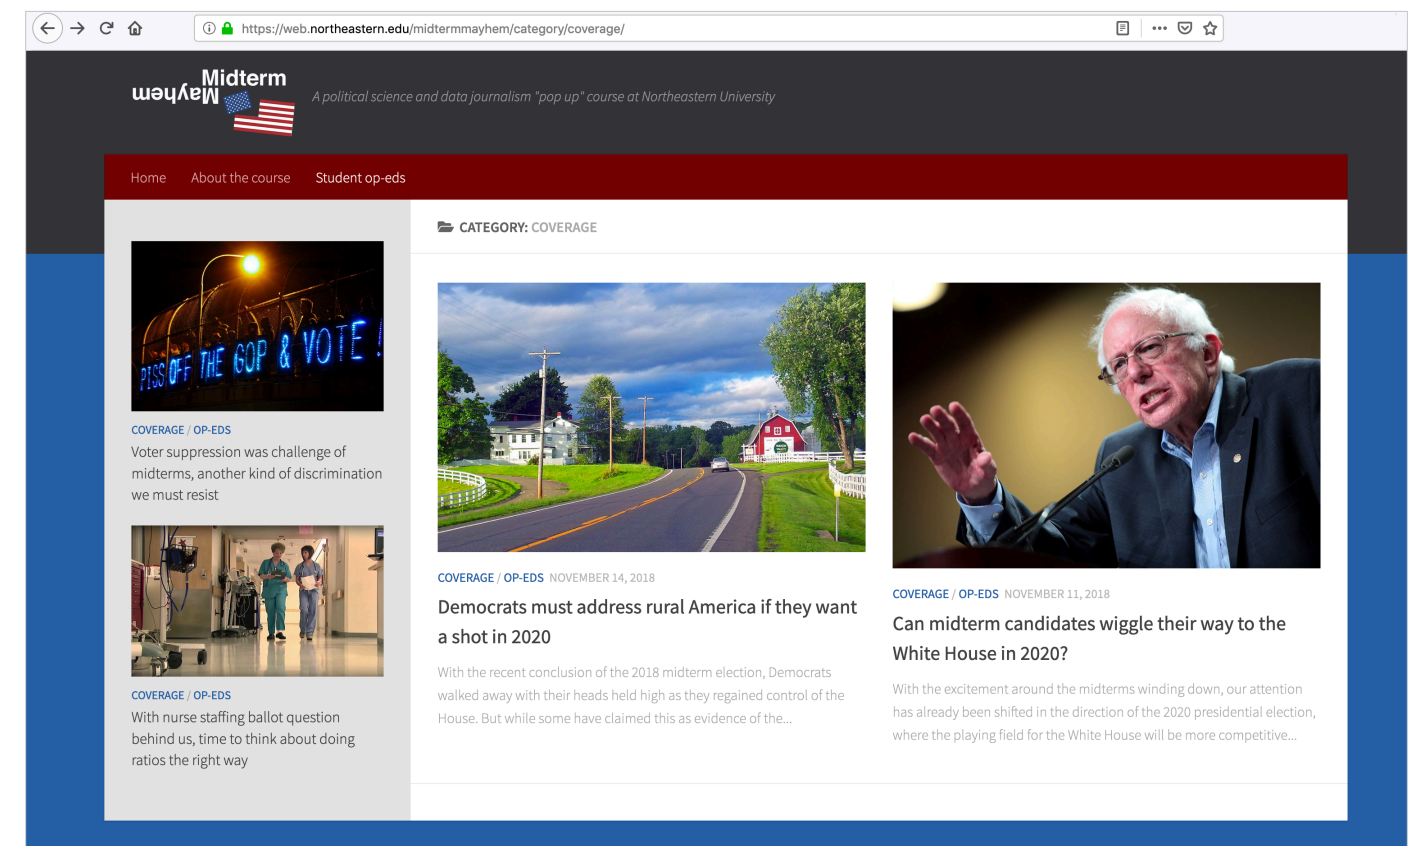 https://web.northeastern.edu/midtermmayhem/category/coverage/
Midterm
Mayhem
A political science and data journalism "pop up" course at Northeastern University
Home About the course Student op-eds
PISS OFF THE GOP & VOTE!
COVERAGE / OP-EDS
Voter suppression was challenge of
midterms, another kind of discrimination
we must resist
COVERAGE / OP-EDS
With nurse staffing ballot question
behind us, time to think about doing
ratios the right way
CATEGORY: COVERAGE
COVERAGE / OP-EDS NOVEMBER 14, 2018
Democrats must address rural America if they want
a shot in 2020
With the recent conclusion of the 2018 midterm election, Democrats
walked away with their heads held high as they regained control of the
House. But while some have claimed this as evidence of the...
COVERAGE / OP-EDS NOVEMBER 11, 2018
Can midterm candidates wiggle their way to the
White House in 2020?
With the excitement around the midterms winding down, our attention
has already been shifted in the direction of the 2020 presidential election,
where the playing field for the White House will be more competitive...